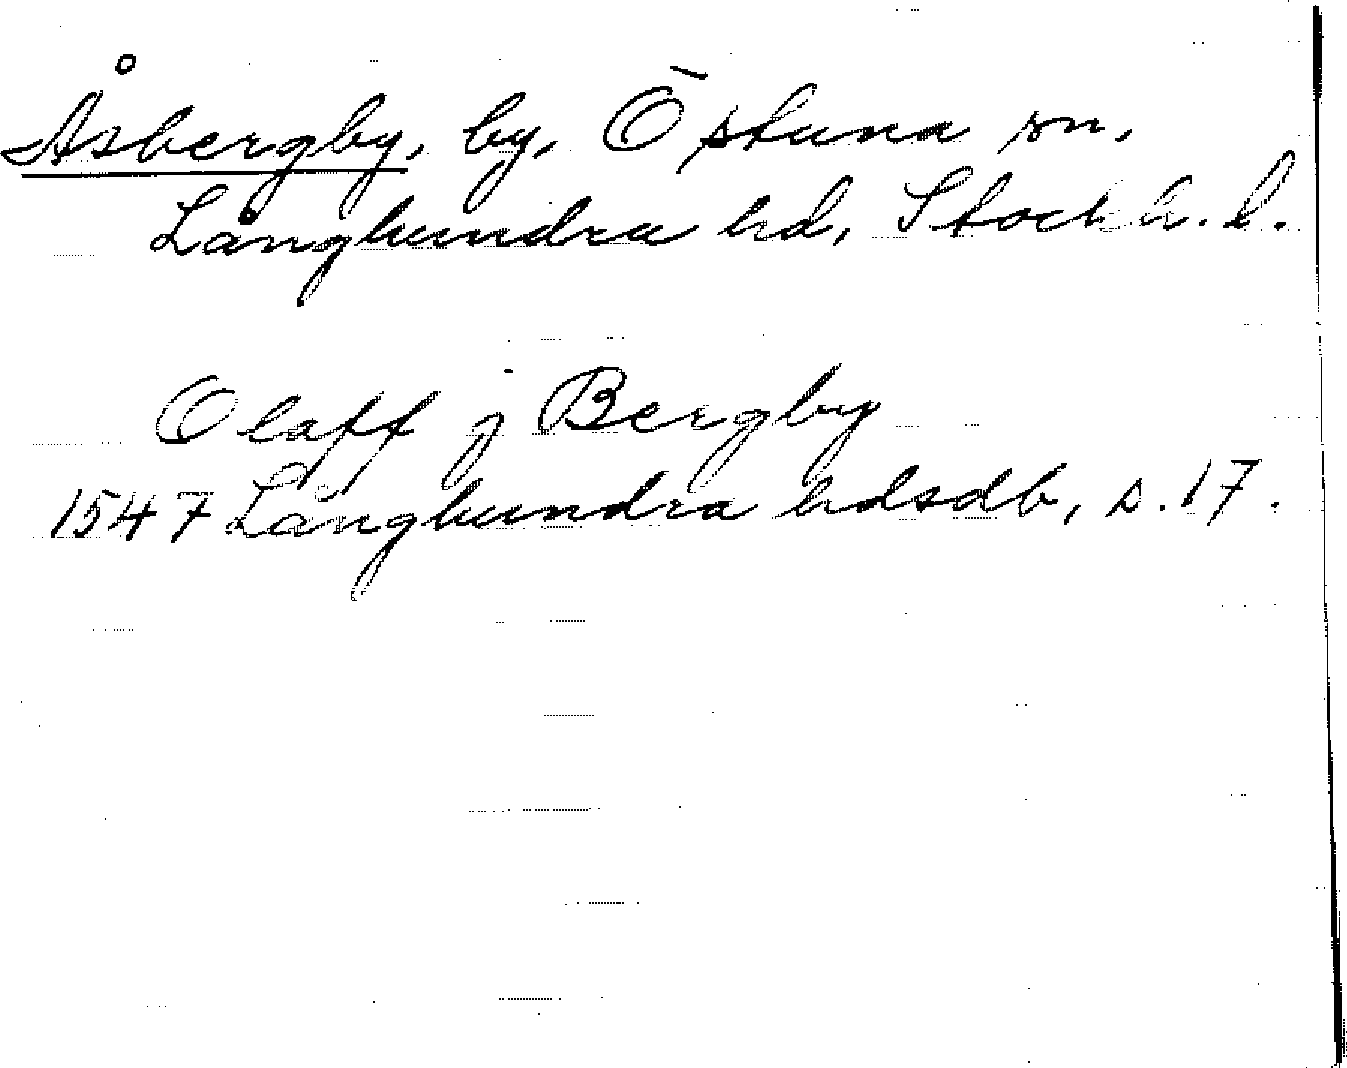 Åsbergby, by, Östuna sn,
Långhundra hd, Stockh. l.
Olaff j Bergby
1547 Långhundra hdsdb, s. 17.